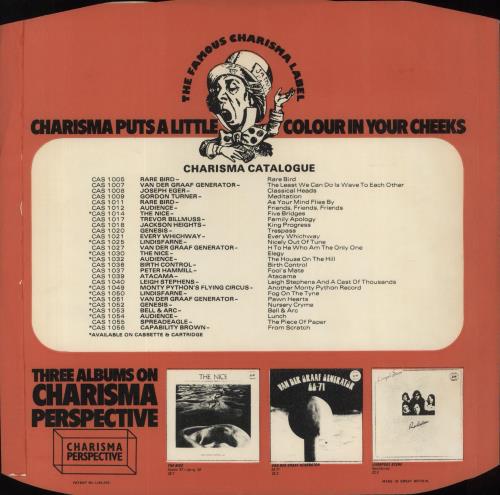 THE FAMOUS CHARISMA LABEL
CHARISMA PUTS A LITTLE COLOUR IN YOUR CHEEKS
CHARISMA CATALOGUE
CAS 1006 RARE BIRD– Rare Bird
CAS 1007 VAN DER GRAAF GENERATOR– The Least We Can Do Is Wave To Each Other
CAS 1008 JOSEPH EGER– Classical Heads
CAS 1009 GORDON TURNER– Meditation
CAS 1011 RARE BIRD– As Your Mind Flies By
CAS 1012 AUDIENCE– Friends, Friends, Friends
*CAS 1014 THE NICE– Five Bridges
CAS 1017 TREVOR BILLMUSS– Family Apology
CAS 1018 JACKSON HEIGHTS– King Progress
CAS 1020 GENESIS– Trespass
CAS 1021 EVERY WHICHWAY– Every Whichway
*CAS 1025 LINDISFARNE– Nicely Out Of Tune
CAS 1027 VAN DER GRAAF GENERATOR– H To He Who Am The Only One
*CAS 1030 THE NICE– Elegy
*CAS 1032 AUDIENCE– The House On The Hill
CAS 1036 BIRTH CONTROL– Birth Control
CAS 1037 PETER HAMMILL– Fool's Mate
CAS 1039 ATACAMA– Atacama
CAS 1040 LEIGH STEPHENS– Leigh Stephens And A Cast Of Thousands
*CAS 1049 MONTY PYTHON'S FLYING CIRCUS– Another Monty Python Record
*CAS 1050 LINDISFARNE– Fog On The Tyne
*CAS 1051 VAN DER GRAAF GENERATOR– Pawn Hearts
*CAS 1052 GENESIS– Nursery Cryme
*CAS 1053 BELL & ARC– Bell & Arc
*CAS 1054 AUDIENCE– Lunch
CAS 1055 SPREADEAGLE– The Piece Of Paper
*CAS 1056 CAPABILITY BROWN– From Scratch
*AVAILABLE ON CASSETTE & CARTRIDGE
THREE ALBUMS ON
CHARISMA
PERSPECTIVE
CHARISMA
PERSPECTIVE
THE NICE
VAN DER GRAAF GENERATOR
68-71
THE NICE
VAN DER GRAAF GENERATOR
68-71
LIVERPOOL SCENE
MADE IN GREAT BRITAIN